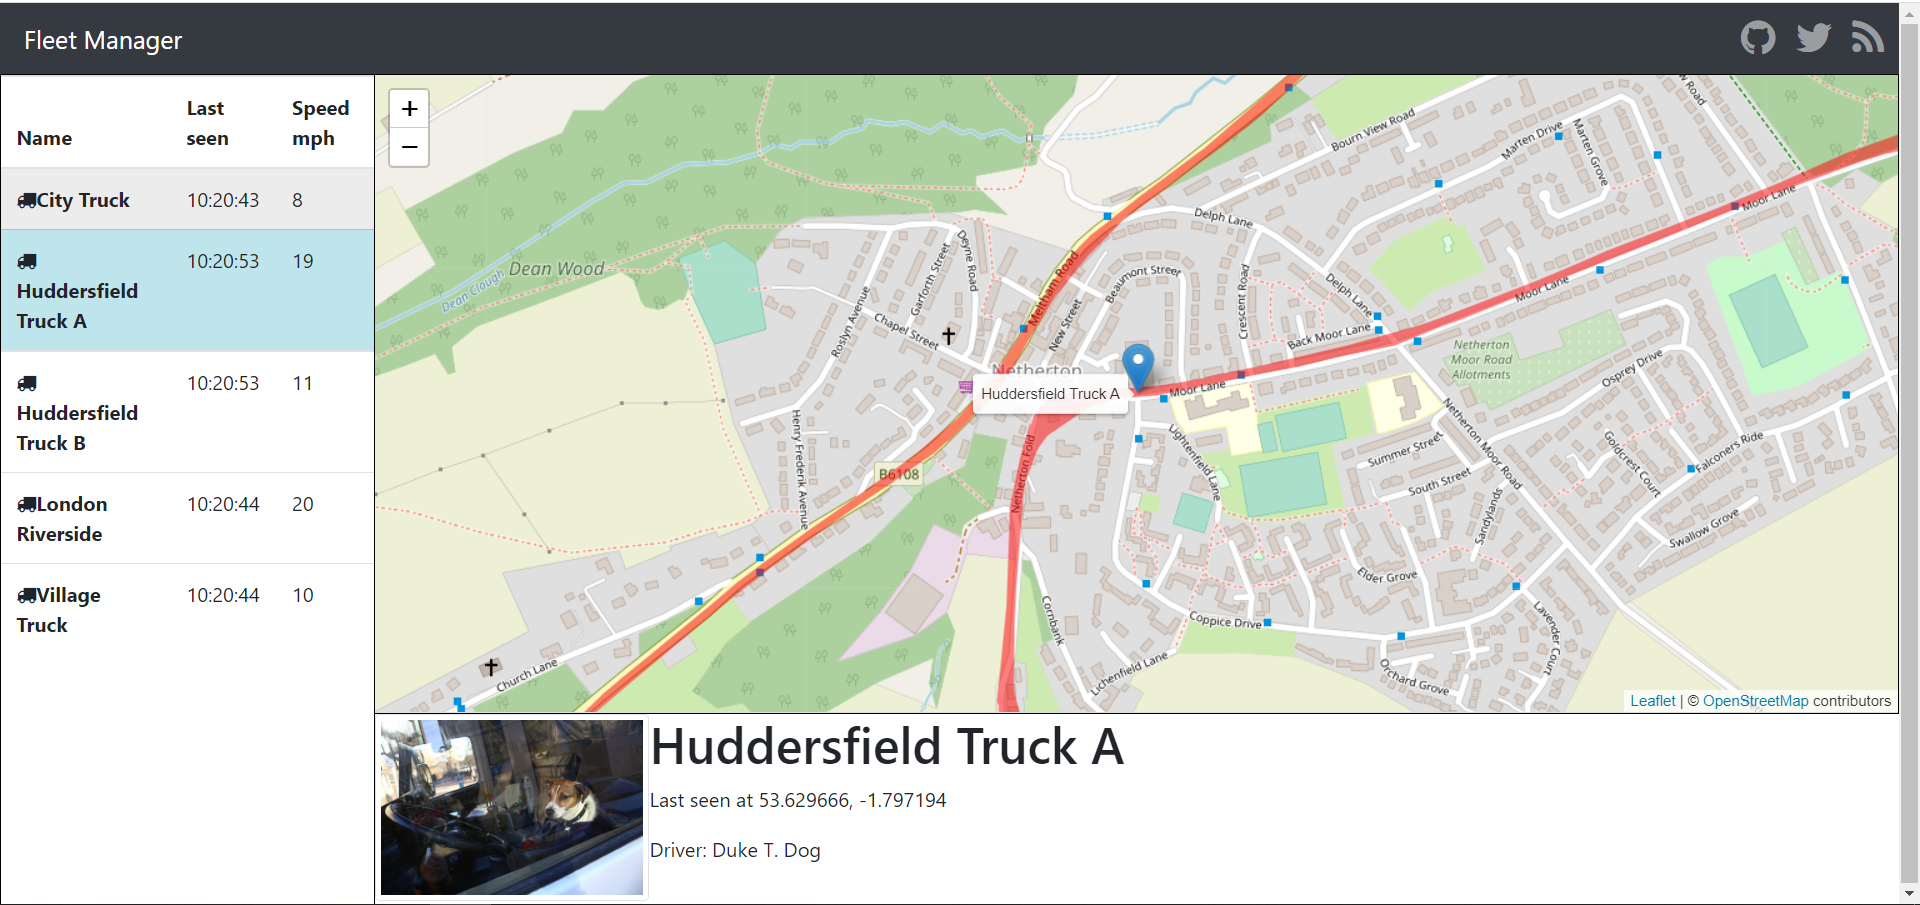 Fleet Manager
Name
Last
seen
Speed
mph
City Truck 10:20:43 8
Huddersfield
Truck A
10:20:53 19
Huddersfield
Truck B
10:20:53 11
London
Riverside
10:20:44 20
Village
Truck
10:20:44 10
+
−
Dean Wood
Dean Clough
Deyne Road
Garforth Street
Roslyn Avenue
Chapel Street
Henry Frederik Avenue
Meltham Road
New Street
Beaumont Street
Netherton
Huddersfield Truck A
B6108
Netherton Fold
Church Lane
Cornbank
Lichenfield Lane
Coppice Drive
Lightenfield Lane
Moor Lane
Back Moor Lane
Crescent Road
Delph Lane
Delph Lane
Bourn View Road
Marten Drive
Marten Grove
Road
Moor Lane
Moor Lane
Netherton
Moor Road
Allotments
Osprey Drive
Netherton Moor Road
Summer Street
South Street
Sandylands
Goldcrest Court
Falconers Ride
Swallow Grove
Elder Grove
Lavender Court
Orchard Grove
Leaflet | © OpenStreetMap contributors
Huddersfield Truck A
Last seen at 53.629666, -1.797194
Driver: Duke T. Dog